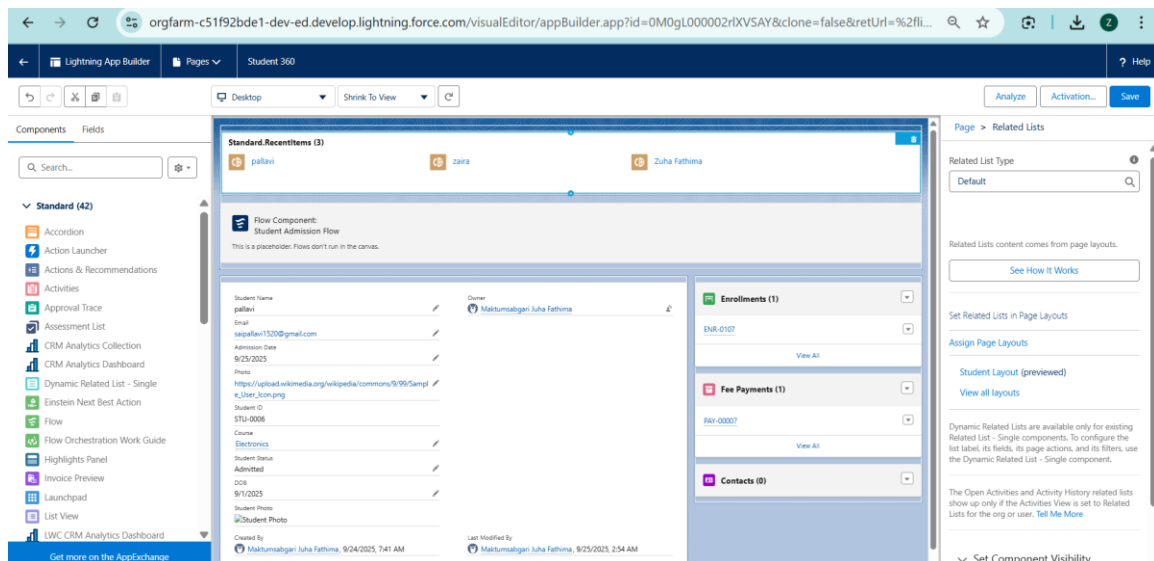 orgfarm-c51f92bde1-dev-ed.develop.lightning.force.com/visualEditor/appBuilder.app?id=0M0gL000002rlXVSAY&clone=false&retUrl=%2fli...
Z
Lightning App Builder
Pages
Student 360
? Help
Desktop
Shrink To View
Analyze
Activation...
Save
Components
Fields
Search...
Standard (42)
Accordion
Action Launcher
Actions & Recommendations
Activities
Approval Trace
Assessment List
CRM Analytics Collection
CRM Analytics Dashboard
Dynamic Related List - Single
Einstein Next Best Action
Flow
Flow Orchestration Work Guide
Highlights Panel
Invoice Preview
Launchpad
List View
LWC CRM Analytics Dashboard
Get more on the AppExchange
Standard.RecentItems (3)
pallavi
zaira
Zuha Fathima
Flow Component:
Student Admission Flow
This is a placeholder. Flows don't run in the canvas.
Student Name
pallavi
Owner
Maktumsabgari Juha Fathima
Email
saipallavi1520@gmail.com
Admission Date
9/25/2025
Photo
https://upload.wikimedia.org/wikipedia/commons/9/99/Sampl
e_User_Icon.png
Student ID
STU-0006
Course
Electronics
Student Status
Admitted
DOB
9/1/2025
Student Photo
Student Photo
Created By
Maktumsabgari Juha Fathima, 9/24/2025, 7:41 AM
Last Modified By
Maktumsabgari Juha Fathima, 9/25/2025, 2:54 AM
Enrollments (1)
ENR-0107
View All
Fee Payments (1)
PAY-00007
View All
Contacts (0)
Page > Related Lists
Related List Type
Default
Related Lists content comes from page layouts.
See How It Works
Set Related Lists in Page Layouts
Assign Page Layouts
Student Layout (previewed)
View all layouts
Dynamic Related Lists are available only for existing
Related List - Single components. To configure the
list label, its fields, its page actions, and its filters, use
the Dynamic Related List - Single component.
The Open Activities and Activity History related lists
show up only if the Activities View is set to Related
Lists for the org or user. Tell Me More
Set Component Visibility